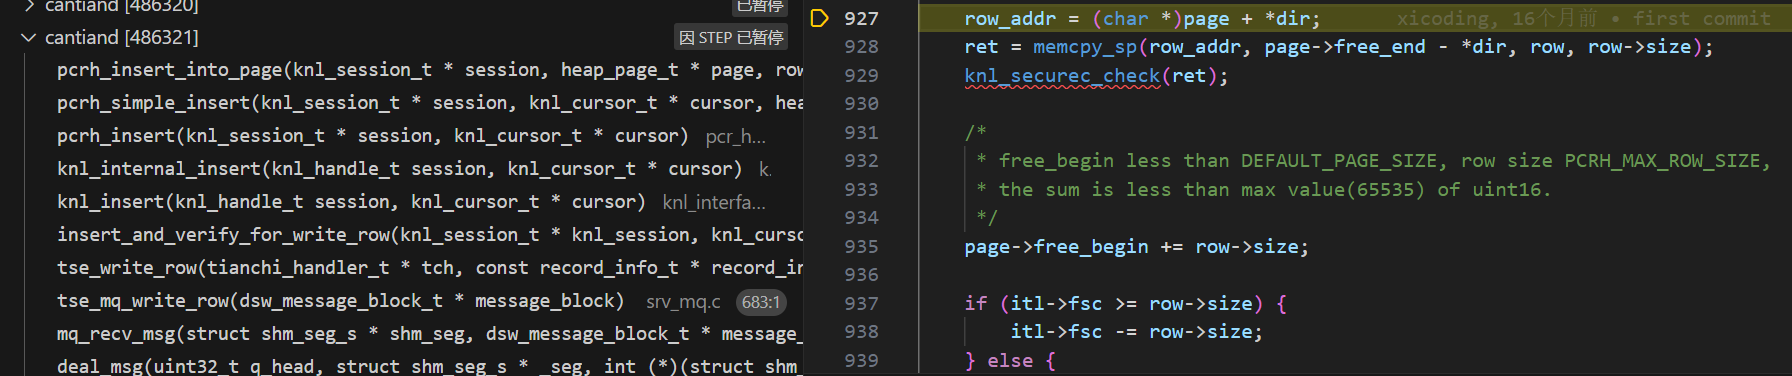 cantiand [486320]
已暂停
cantiand [486321]
因 STEP 已暂停
pcrh_insert_into_page(knl_session_t * session, heap_page_t * page, row
pcrh_simple_insert(knl_session_t * session, knl_cursor_t * cursor, hea
pcrh_insert(knl_session_t * session, knl_cursor_t * cursor) pcr_h...
knl_internal_insert(knl_handle_t session, knl_cursor_t * cursor) k.
knl_insert(knl_handle_t session, knl_cursor_t * cursor) knl_interfa...
insert_and_verify_for_write_row(knl_session_t * knl_session, knl_curso
tse_write_row(tianchi_handler_t * tch, const record_info_t * record_in
tse_mq_write_row(dsw_message_block_t * message_block) srv_mq.c 683:1
mq_recv_msg(struct shm_seg_s * shm_seg, dsw_message_block_t * message_
deal_msg(uint32_t q_head, struct shm_seg_s * _seg, int (*)(struct shm_
927 row_addr = (char *)page + *dir; xicoding, 16个月前 • first commit
928 ret = memcpy_sp(row_addr, page->free_end - *dir, row, row->size);
929 knl_securec_check(ret);
930
931 /*
932 * free_begin less than DEFAULT_PAGE_SIZE, row size PCRH_MAX_ROW_SIZE,
933 * the sum is less than max value(65535) of uint16.
934 */
935 page->free_begin += row->size;
936
937 if (itl->fsc >= row->size) {
938 itl->fsc -= row->size;
939 } else {